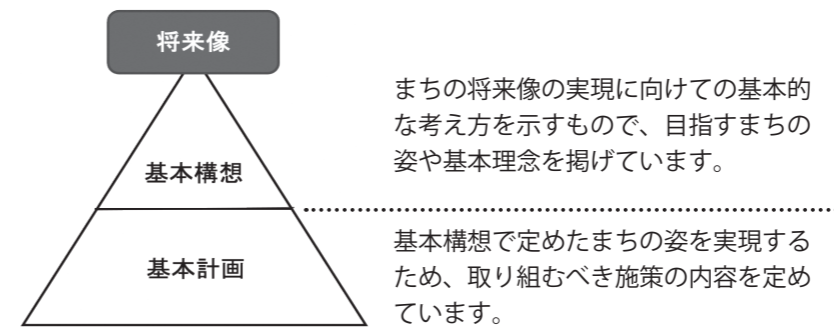 将来像
基本構想
まちの将来像の実現に向けての基本的
な考え方を示すもので、目指すまちの
姿や基本理念を掲げています。
基本計画
基本構想で定めたまちの姿を実現する
ため、取り組むべき施策の内容を定め
ています。